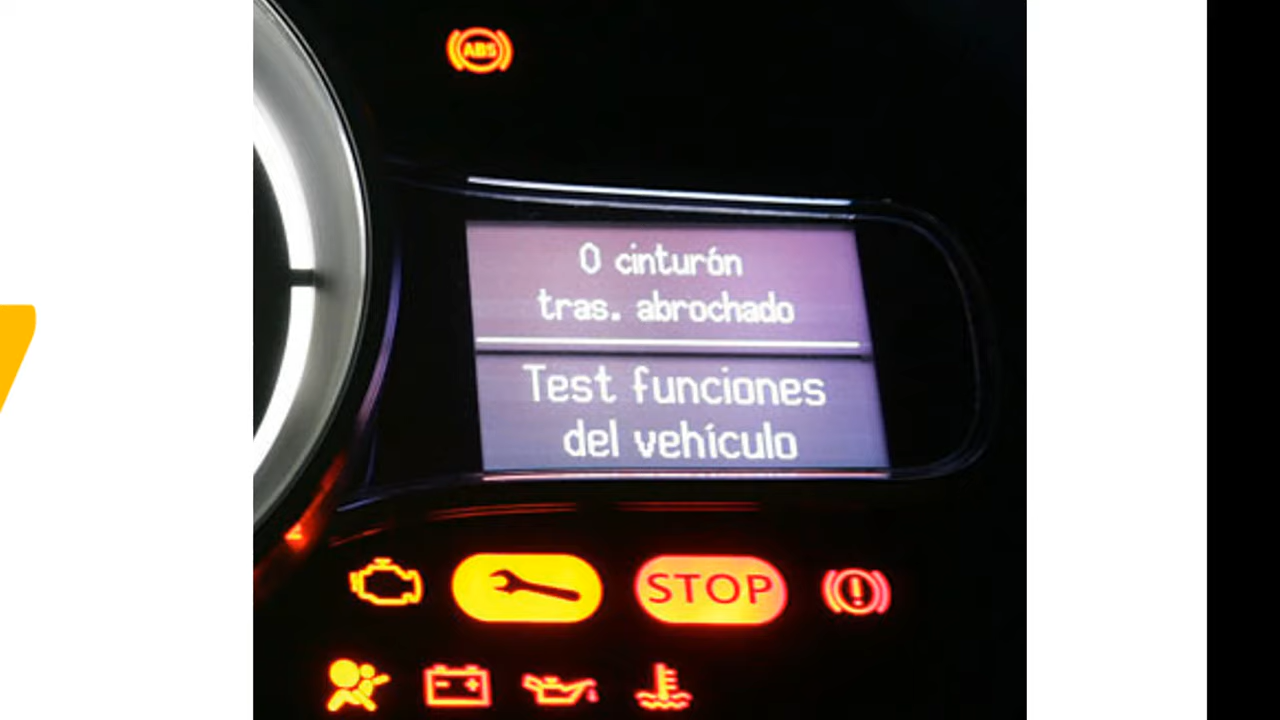 ABS
0 cinturón
tras. abrochado
Test funciones
del vehículo
STOP